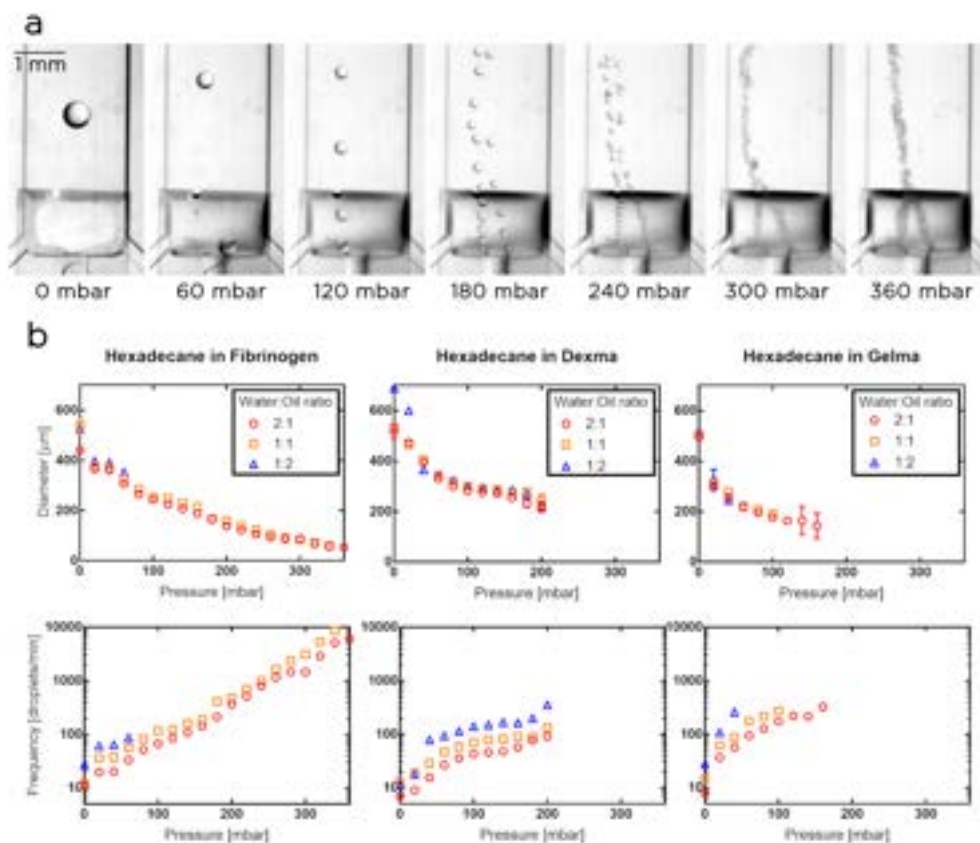 a
1 mm
0 mbar
60 mbar
120 mbar
180 mbar
240 mbar
300 mbar
360 mbar
b
Hexadecane in Fibrinogen
Hexadecane in Dexma
Hexadecane in Gelma
Diameter [µm]
600
400
200
0
Water:Oil ratio
2:1
1:1
1:2
0
100
200
300
Pressure [mbar]
600
400
200
0
Water:Oil ratio
2:1
1:1
1:2
0
100
200
300
Pressure [mbar]
600
400
200
0
Water:Oil ratio
2:1
1:1
1:2
0
100
200
300
Pressure [mbar]
Frequency [droplets/min]
10000
1000
100
10
0
100
200
300
Pressure [mbar]
10000
1000
100
10
0
100
200
300
Pressure [mbar]
10000
1000
100
10
0
100
200
300
Pressure [mbar]